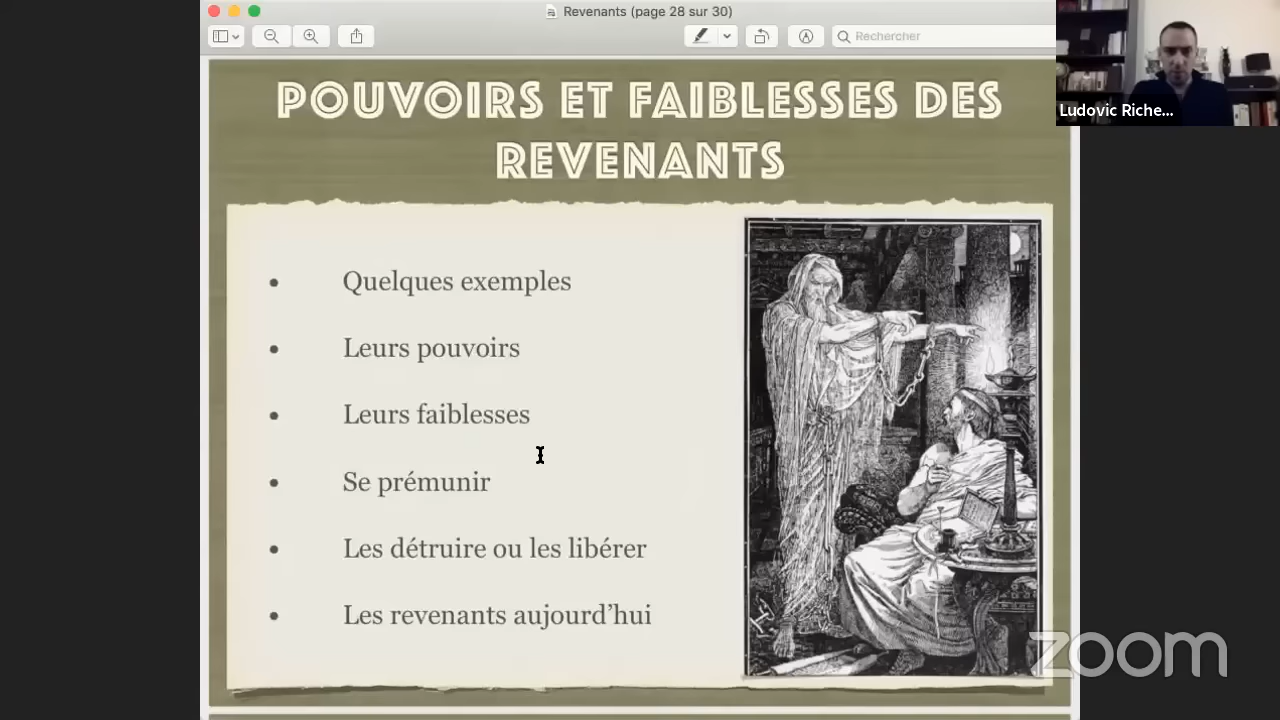 Revenants (page 28 sur 30)
Rechercher
Ludovic Riche...
POUVOIRS ET FAIBLESSES DES
REVENANTS
• Quelques exemples
• Leurs pouvoirs
• Leurs faiblesses
• Se prémunir
• Les détruire ou les libérer
• Les revenants aujourd’hui
zoom